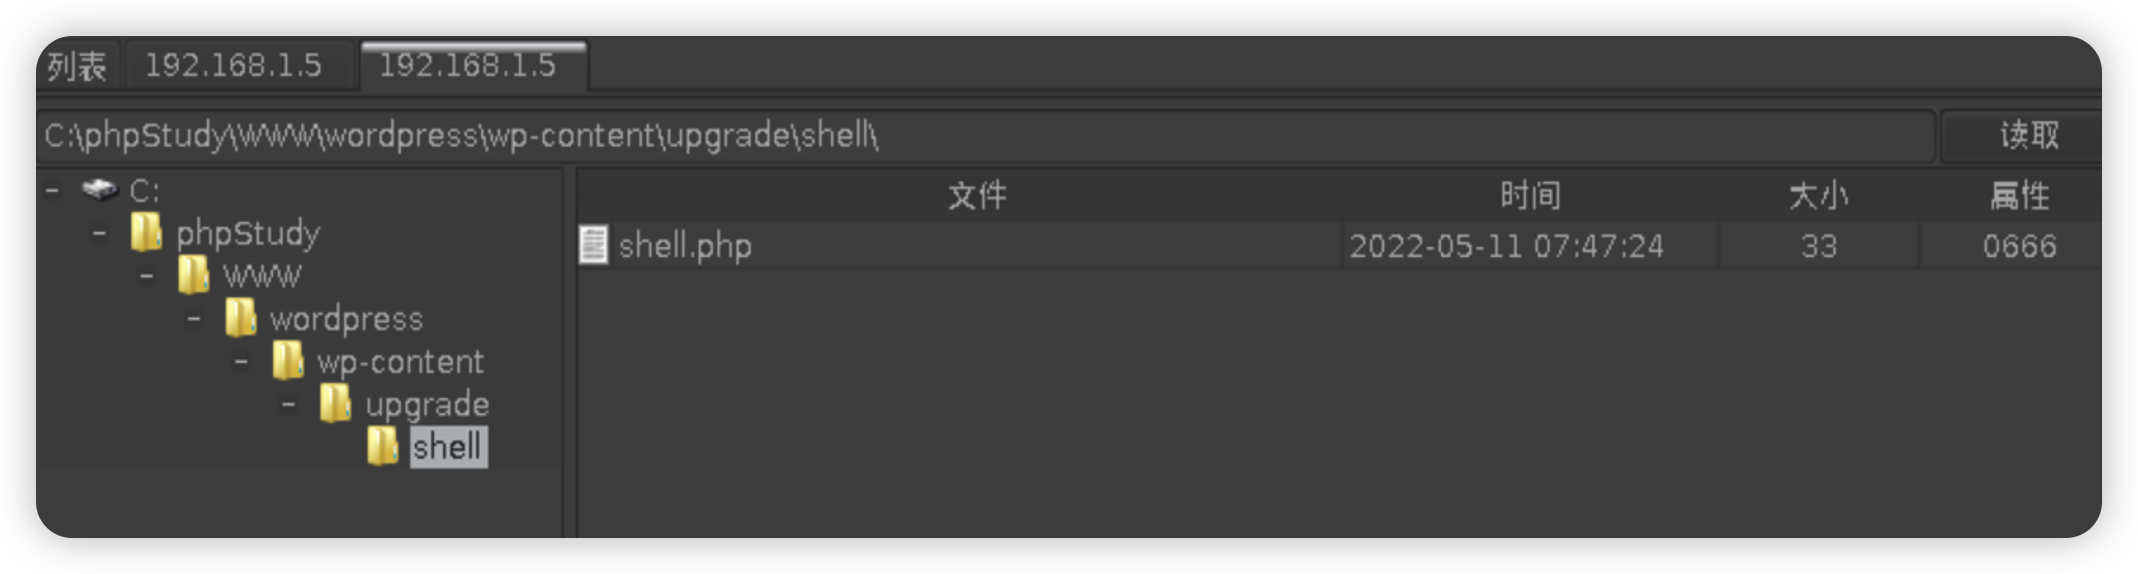 列表 192.168.1.5 192.168.1.5
C:\phpStudy\WWW\wordpress\wp-content\upgrade\shell\ 读取
C:
phpStudy
WWW
wordpress
wp-content
upgrade
shell
文件 时间 大小 属性
shell.php 2022-05-11 07:47:24 33 0666